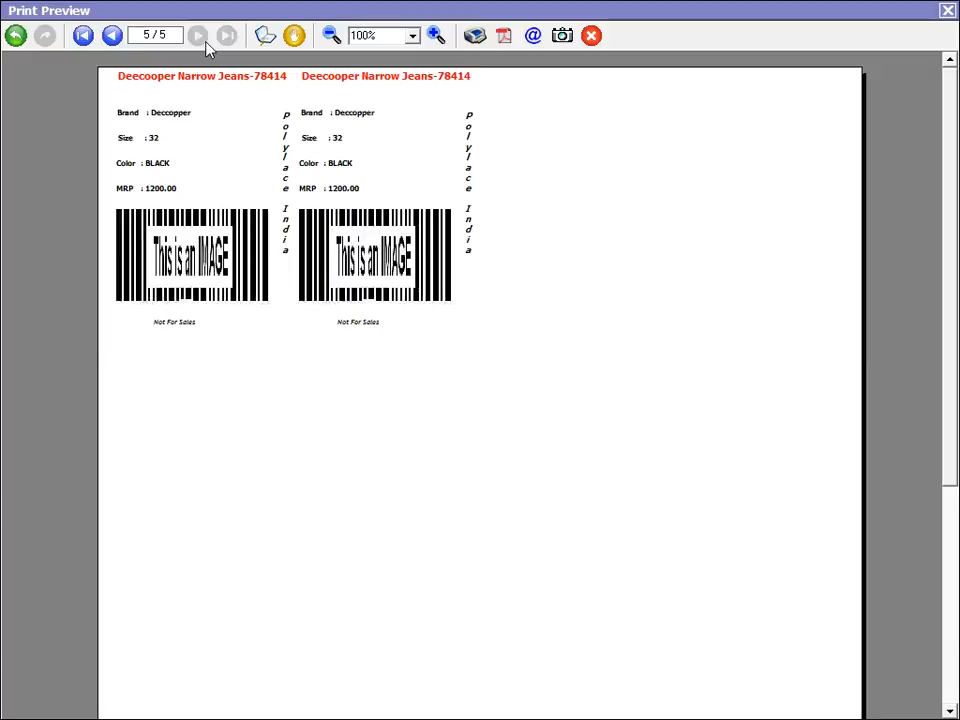 Print Preview
5 / 5
100%
Deecooper Narrow Jeans-78414 Deecooper Narrow Jeans-78414
Brand : Deccopper
Size : 32
Color : BLACK
MRP : 1200.00
Polylace India
Brand : Deccopper
Size : 32
Color : BLACK
MRP : 1200.00
Polylace India
This is an IMAGE
This is an IMAGE
Not For Sales
Not For Sales